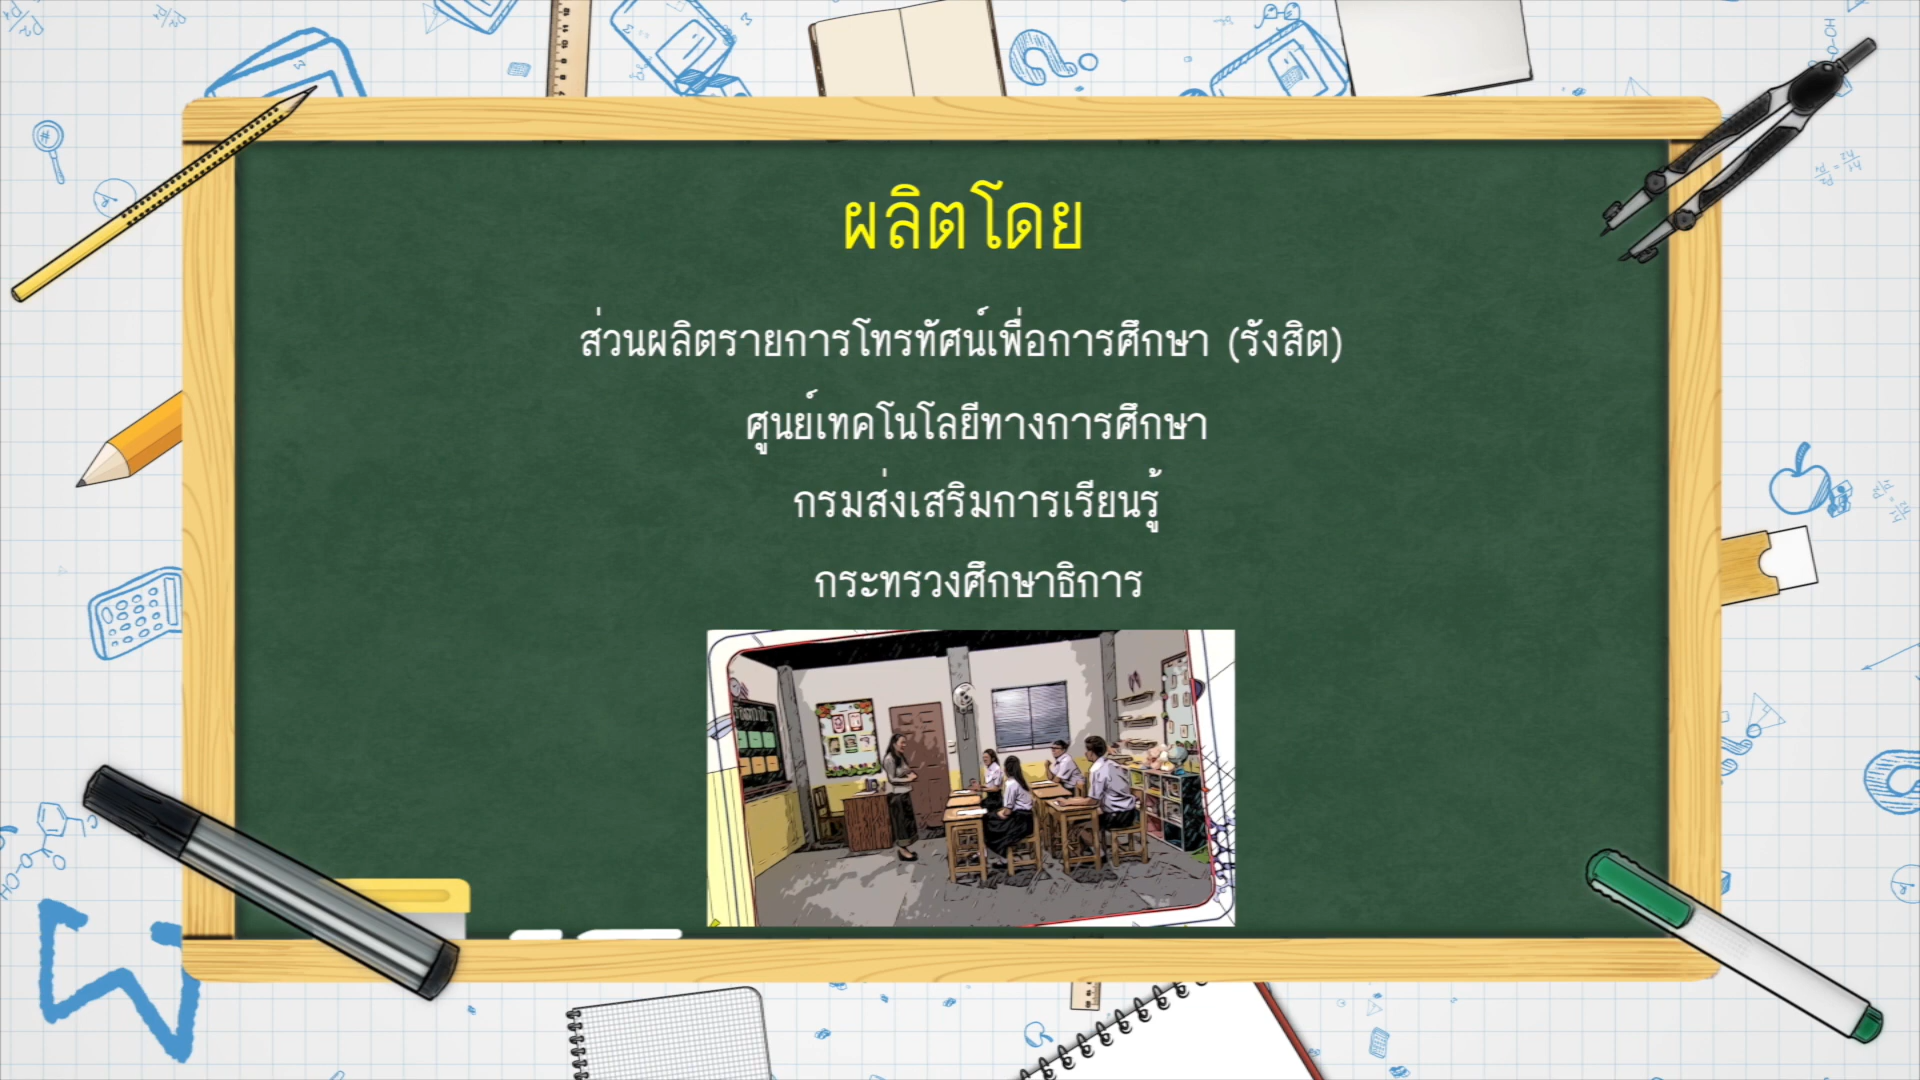 ผลิตโดย
ส่วนผลิตรายการโทรทัศน์เพื่อการศึกษา (รังสิต)
ศูนย์เทคโนโลยีทางการศึกษา
กรมส่งเสริมการเรียนรู้
กระทรวงศึกษาธิการ